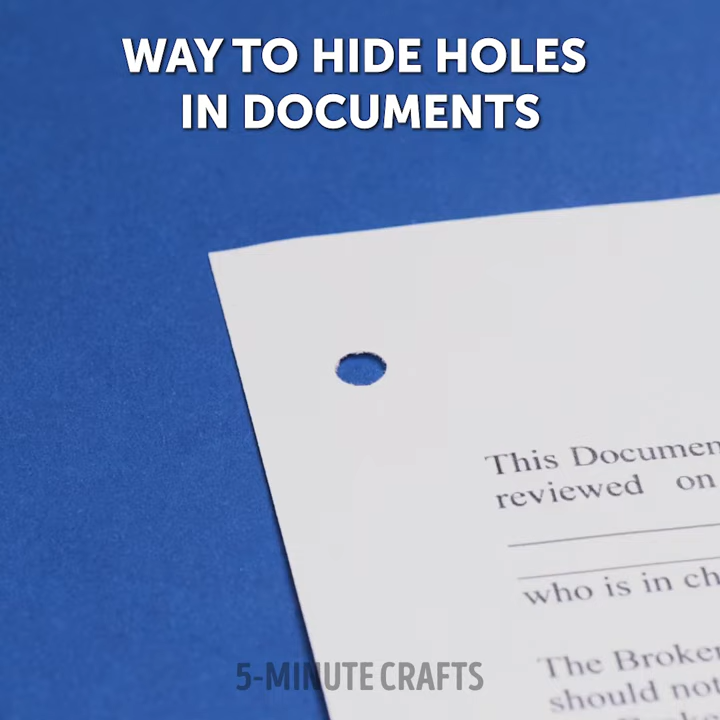 WAY TO HIDE HOLES
IN DOCUMENTS
This Documen
reviewed on
who is in ch
5-MINUTE CRAFTS
The Broker
should not